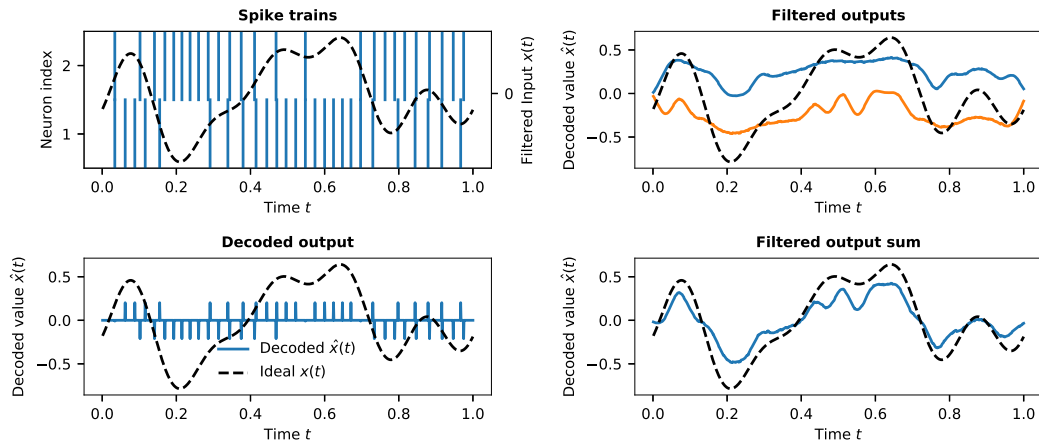 Spike trains
Neuron index
2
1
0
Filtered Input x(t)
0.0 0.2 0.4 0.6 0.8 1.0
Time t
Filtered outputs
Decoded value x̂(t)
0.5
0.0
−0.5
0.0 0.2 0.4 0.6 0.8 1.0
Time t
Decoded output
Decoded value x̂(t)
0.5
0.0
−0.5
Decoded x̂(t)
Ideal x(t)
0.0 0.2 0.4 0.6 0.8 1.0
Time t
Filtered output sum
Decoded value x̂(t)
0.5
0.0
−0.5
0.0 0.2 0.4 0.6 0.8 1.0
Time t